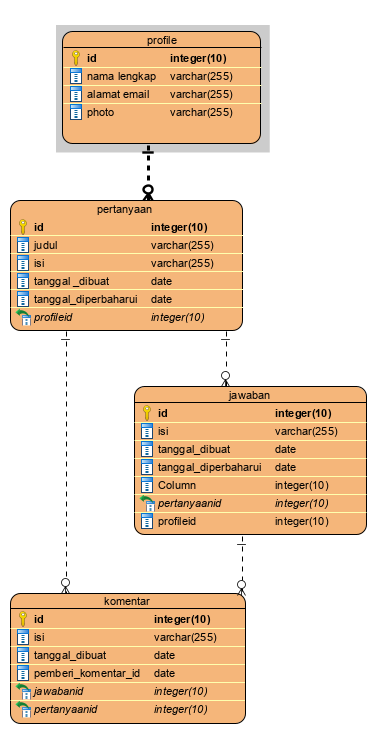 profile
id integer(10)
nama lengkap varchar(255)
alamat email varchar(255)
photo varchar(255)
pertanyaan
id integer(10)
judul varchar(255)
isi varchar(255)
tanggal _dibuat date
tanggal_diperbaharui date
profileid integer(10)
jawaban
id integer(10)
isi varchar(255)
tanggal_dibuat date
tanggal_diperbaharui date
Column integer(10)
pertanyaanid integer(10)
profileid integer(10)
komentar
id integer(10)
isi varchar(255)
tanggal_dibuat date
pemberi_komentar_id date
jawabanid integer(10)
pertanyaanid integer(10)